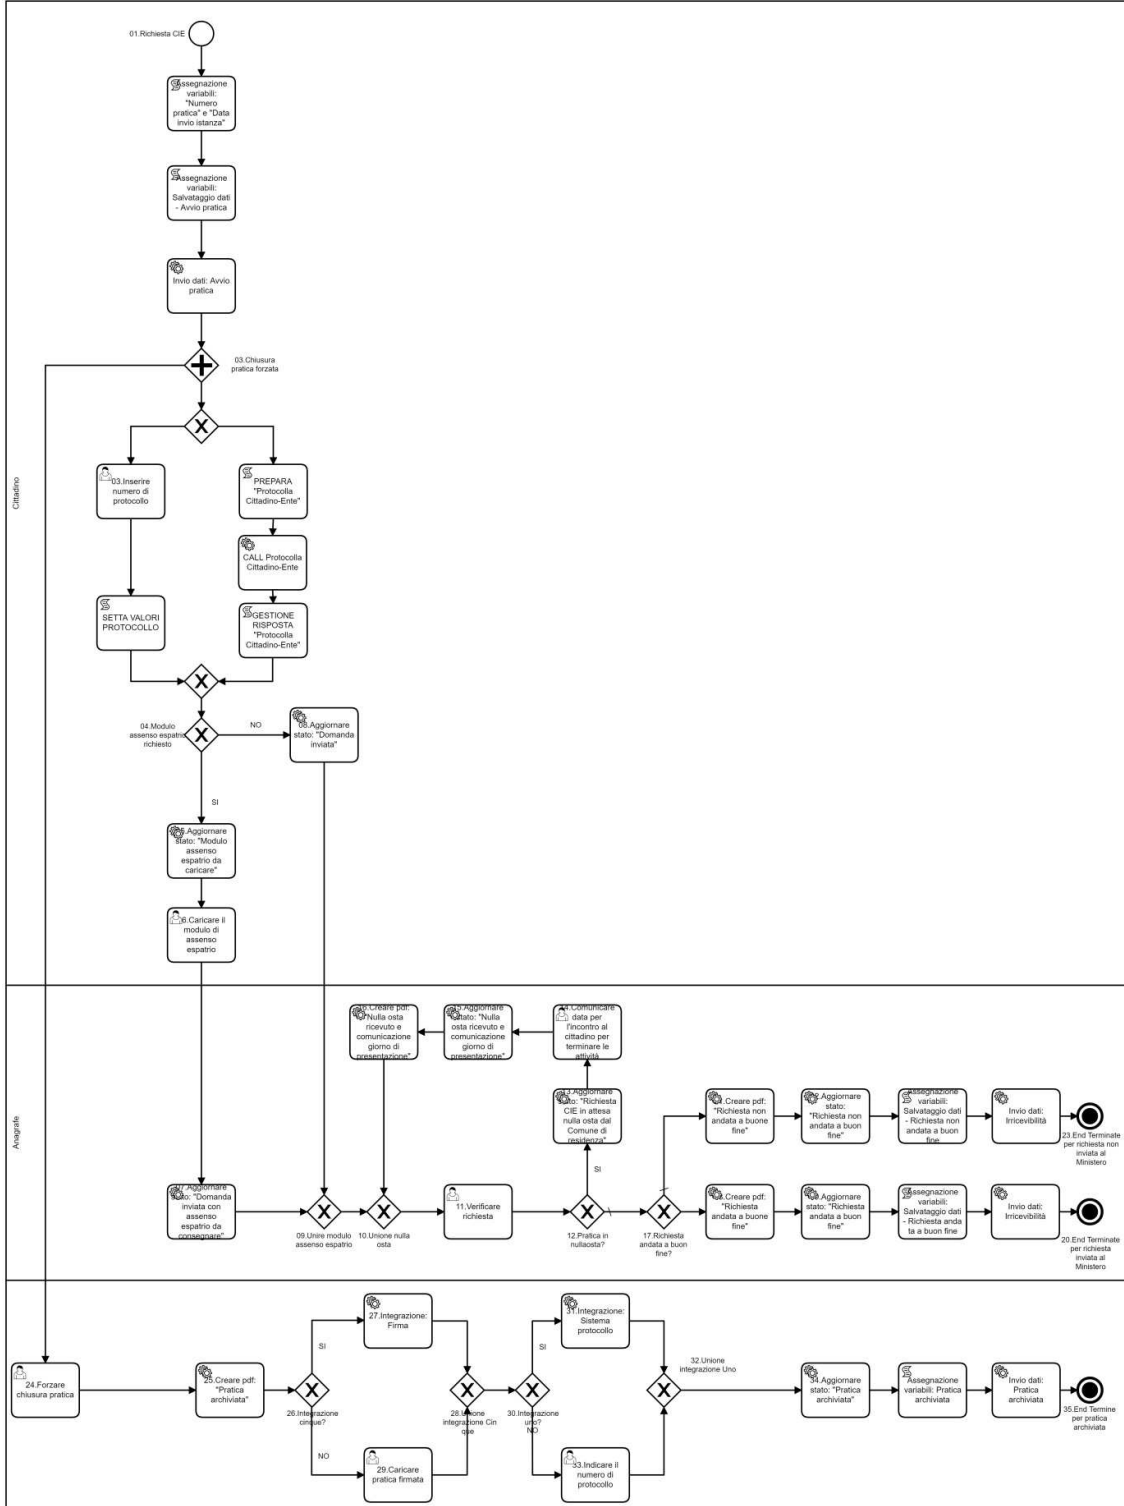 01.Richiesta CIE
Assegnazione
variabili:
"Numero
pratica" e "Data
invio istanza"
Assegnazione
variabili:
Salvataggio dati
- Avvio pratica
Invio dati: Avvio
pratica
03.Chiusura
pratica forzata
Cittadino
03.Inserire
numero di
protocollo
PREPARA
"Protocolla
Cittadino-Ente"
CALL Protocolla
Cittadino-Ente
SETTA VALORI
PROTOCOLLO
GESTIONE
RISPOSTA
"Protocolla
Cittadino-Ente"
04.Modulo
assenso espatrio
richiesto
NO
08.Aggiornare
stato: "Domanda
inviata"
SI
.Aggiornare
stato: "Modulo
assenso
espatrio da
caricare"
6.Caricare il
modulo di
assenso
espatrio
Anagrafe
.Creare pdf:
"Nulla osta
ricevuto e
comunicazione
giorno di
presentazione"
.Aggiornare
stato: "Nulla
osta ricevuto e
comunicazione
giorno di
presentazione"
.Comunicare
data per
l'incontro al
cittadino per
terminare le
attività
.Aggiornare
stato: "Richiesta
CIE in attesa
nulla osta dal
Comune di
residenza"
SI
.Creare pdf:
"Richiesta non
andata a buone
fine"
.Aggiornare
stato:
"Richiesta non
andata a buon
fine"
Assegnazione
variabili:
Salvataggio dati
- Richiesta non
andata a buon
fine
Invio dati:
Irricevibilità
23.End Terminate
per richiesta non
inviata al
Ministero
07.Aggiornare
stato: "Domanda
inviata con
assenso
espatrio da
consegnare"
09.Unire modulo
assenso espatrio
10.Unione nulla
osta
11.Verificare
richiesta
12.Pratica in
nullaosta?
17.Richiesta
andata a buon
fine?
.Creare pdf:
"Richiesta
andata a buone
fine"
.Aggiornare
stato: "Richiesta
andata a buon
fine"
Assegnazione
variabili:
Salvataggio dati
- Richiesta anda
ta a buon fine
Invio dati:
Irricevibilità
20.End Terminate
per richiesta
inviata al
Ministero
24.Forzare
chiusura pratica
25.Creare pdf:
"Pratica
archiviata"
26.Integrazione
cinque?
SI
27.Integrazione:
Firma
NO
29.Caricare
pratica firmata
28.Unione
integrazione Cin
que
30.Integrazione
uno?
NO
SI
31.Integrazione:
Sistema
protocollo
33.Indicare il
numero di
protocollo
32.Unione
integrazione Uno
34.Aggiornare
stato: "Pratica
archiviata"
Assegnazione
variabili: Pratica
archiviata
Invio dati:
Pratica
archiviata
35.End Termine
per pratica
archiviata